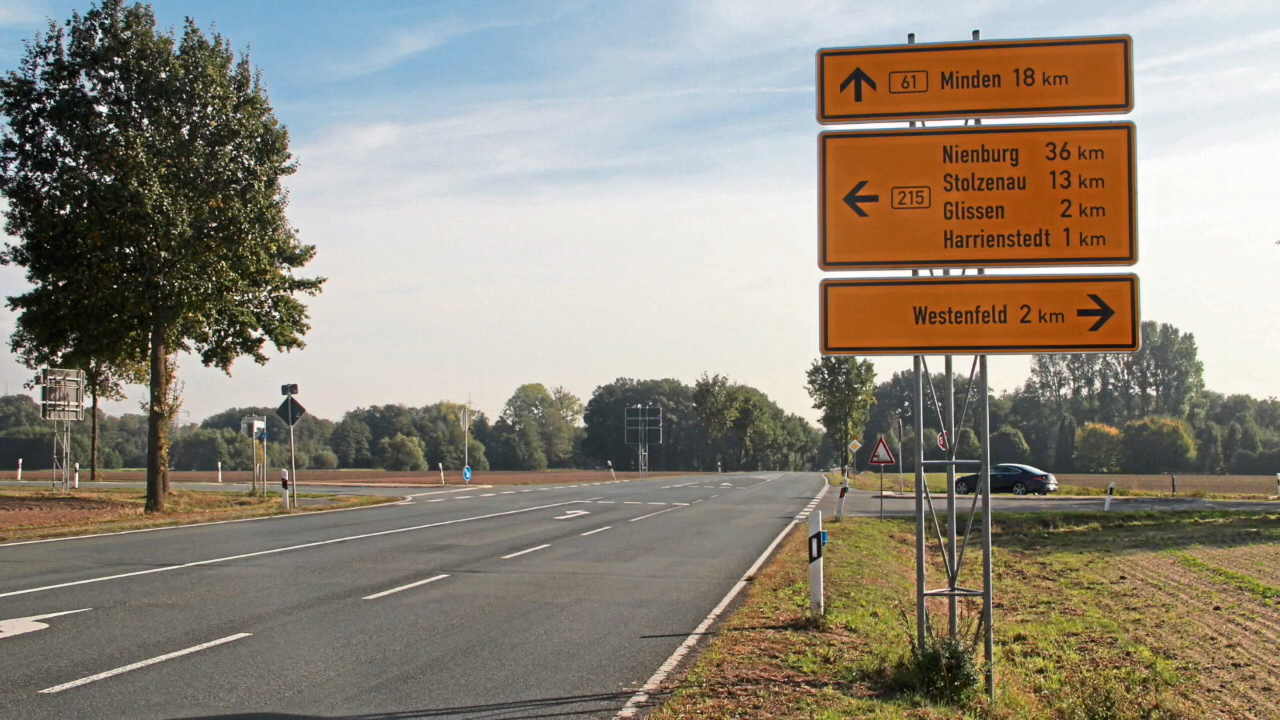 61 Minden 18 km
Nienburg 36 km
Stolzenau 13 km
215
Glissen 2 km
Harrienstedt 1 km
Westenfeld 2 km